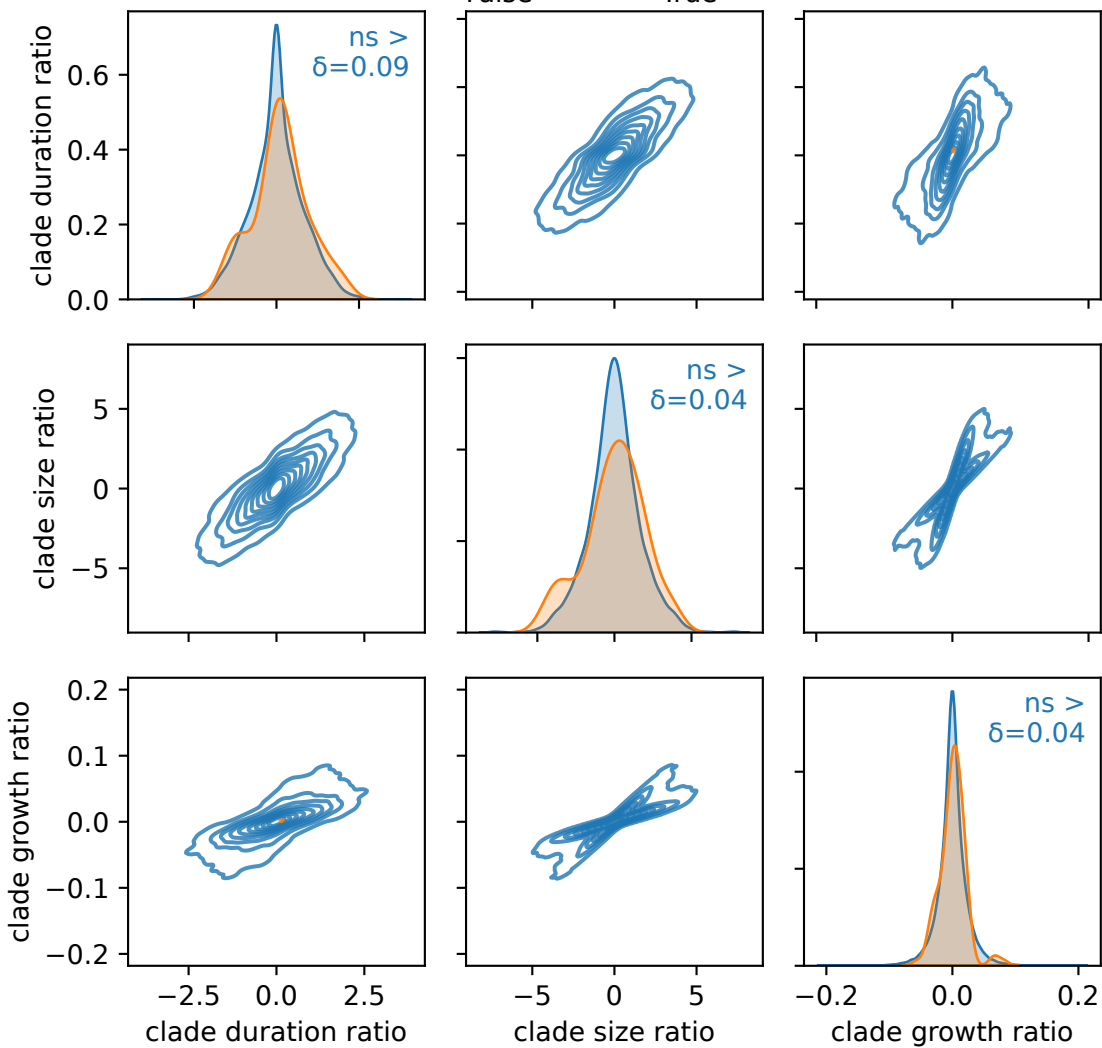 True
clade duration ratio
0.6
0.4
0.2
0.0
ns >
δ=0.09
clade size ratio
5
0
−5
ns >
δ=0.04
clade growth ratio
0.2
0.1
0.0
−0.1
−0.2
ns >
δ=0.04
−2.5 0.0 2.5
−5 0 5
−0.2 0.0 0.2
clade duration ratio
clade size ratio
clade growth ratio